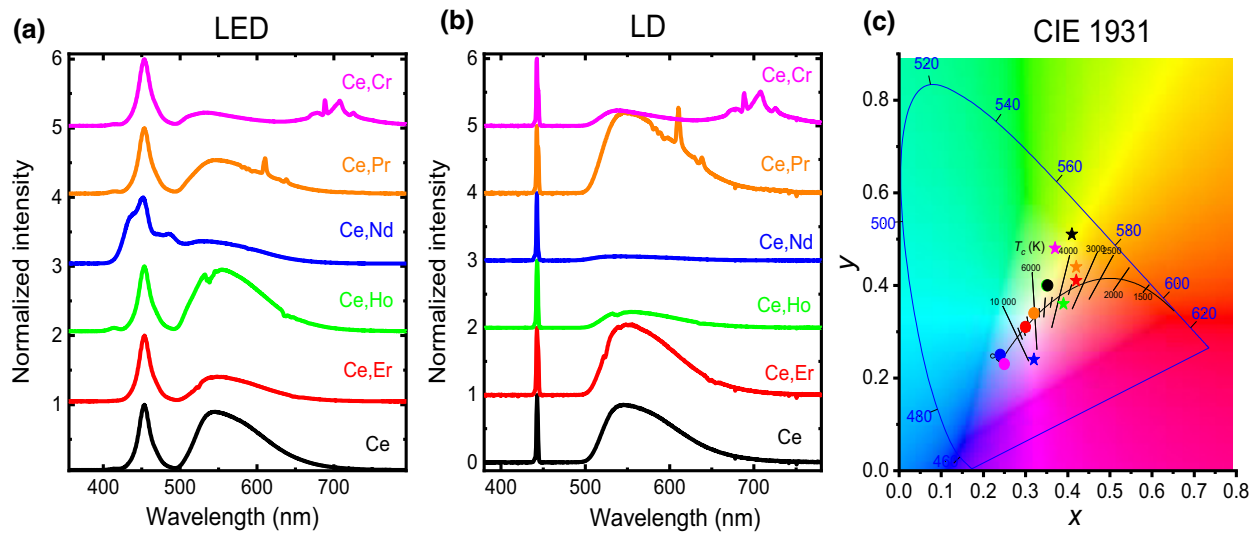 (a)
LED
Normalized intensity
6
5
4
3
2
1
Ce,Cr
Ce,Pr
Ce,Nd
Ce,Ho
Ce,Er
Ce
400
500
600
700
Wavelength (nm)
(b)
LD
Normalized intensity
6
5
4
3
2
1
0
Ce,Cr
Ce,Pr
Ce,Nd
Ce,Ho
Ce,Er
Ce
400
500
600
700
Wavelength (nm)
(c)
CIE 1931
y
0.8
0.6
0.4
0.2
0.0
520
540
560
500
580
600
620
480
460
Tc (K)
4000
3000
2500
6000
2000
1500
10 000
∞
0.0 0.1 0.2 0.3 0.4 0.5 0.6 0.7 0.8
x